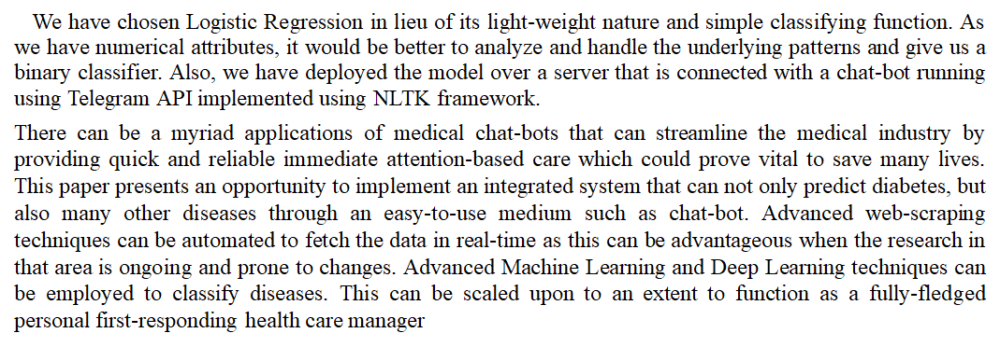 We have chosen Logistic Regression in lieu of its light-weight nature and simple classifying function. As
we have numerical attributes, it would be better to analyze and handle the underlying patterns and give us a
binary classifier. Also, we have deployed the model over a server that is connected with a chat-bot running
using Telegram API implemented using NLTK framework.
There can be a myriad applications of medical chat-bots that can streamline the medical industry by
providing quick and reliable immediate attention-based care which could prove vital to save many lives.
This paper presents an opportunity to implement an integrated system that can not only predict diabetes, but
also many other diseases through an easy-to-use medium such as chat-bot. Advanced web-scraping
techniques can be automated to fetch the data in real-time as this can be advantageous when the research in
that area is ongoing and prone to changes. Advanced Machine Learning and Deep Learning techniques can
be employed to classify diseases. This can be scaled upon to an extent to function as a fully-fledged
personal first-responding health care manager